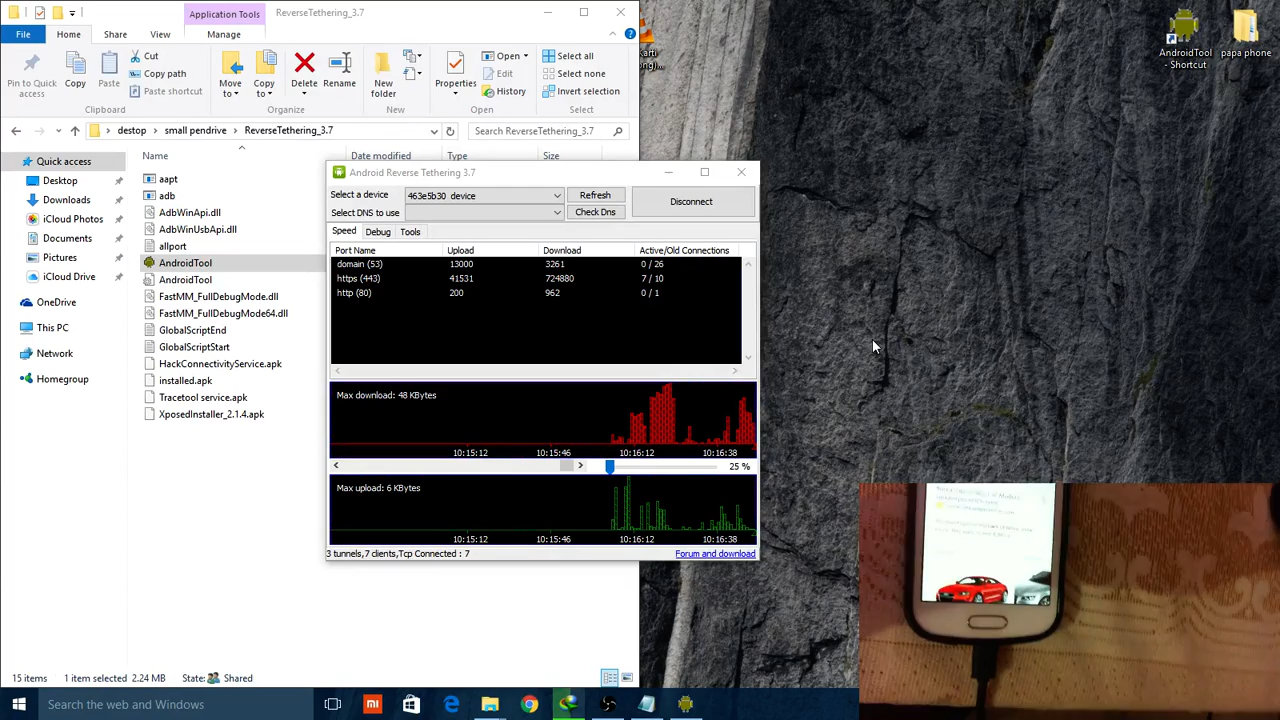 Application Tools
ReverseTethering_3.7
File
Home
Share
View
Manage
Pin to Quick access
Copy
Paste
Cut
Copy path
Paste shortcut
Clipboard
Move to
Copy to
Delete
Rename
Organize
New folder
New
Properties
Open
Edit
History
Open
Select all
Select none
Invert selection
Select
destop
small pendrive
ReverseTethering_3.7
Search ReverseTethering_3.7
Quick access
Desktop
Downloads
iCloud Photos
Documents
Pictures
iCloud Drive
OneDrive
This PC
Network
Homegroup
Name
Date modified
Type
Size
aapt
adb
AdbWinApi.dll
AdbWinUsbApi.dll
allport
AndroidTool
AndroidTool
FastMM_FullDebugMode.dll
FastMM_FullDebugMode64.dll
GlobalScriptEnd
GlobalScriptStart
HackConnectivityService.apk
installed.apk
Tracetool service.apk
XposedInstaller_2.1.4.apk
Android Reverse Tethering 3.7
Select a device
463e5b30 device
Refresh
Disconnect
Select DNS to use
Check Dns
Speed
Debug
Tools
Port Name Upload Download Active/Old Connections
domain (53) 13000 3261 0 / 26
https (443) 41531 724880 7 / 10
http (80) 200 962 0 / 1
Max download: 48 KBytes
10:15:12 10:15:46 10:16:12 10:16:38
25 %
Max upload: 6 KBytes
10:15:12 10:15:46 10:16:12 10:16:38
3 tunnels,7 clients,Tcp Connected : 7
Forum and download
AndroidTool - Shortcut
papa phone
15 items
1 item selected 2.24 MB
State:
Shared
Search the web and Windows